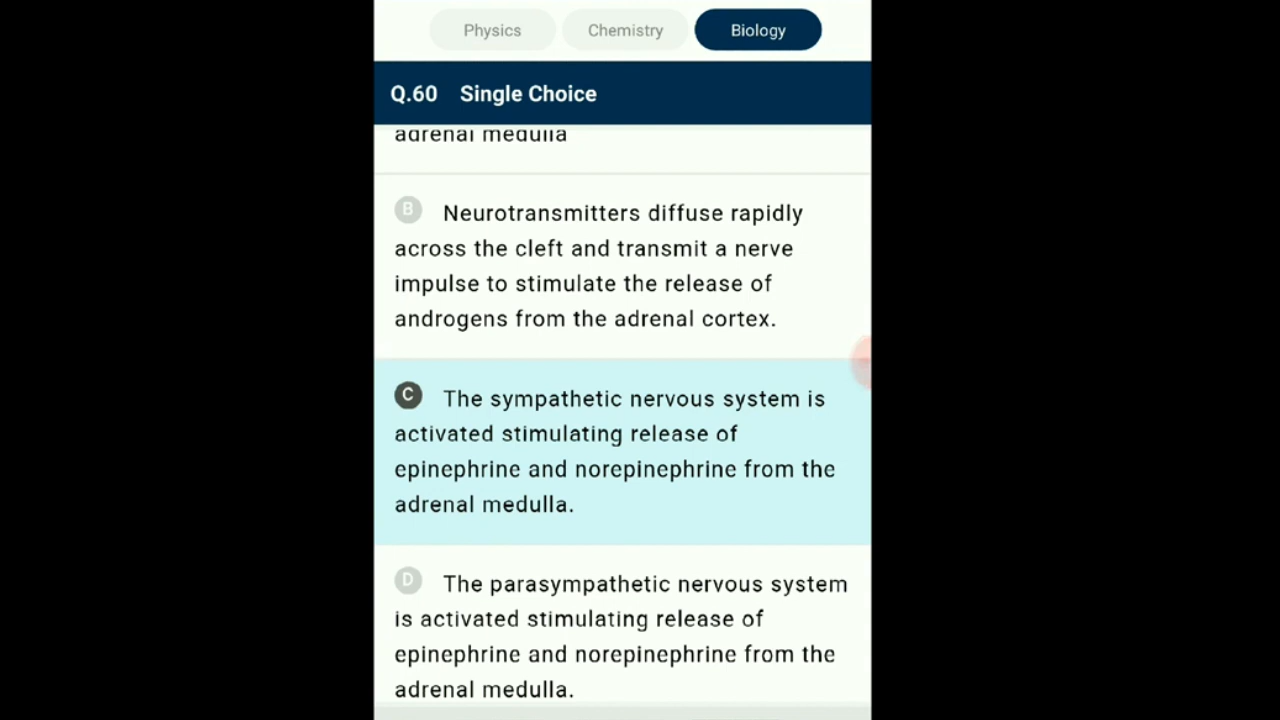 Physics Chemistry Biology
Q.60 Single Choice
adrenal medulla
B Neurotransmitters diffuse rapidly
across the cleft and transmit a nerve
impulse to stimulate the release of
androgens from the adrenal cortex.
C The sympathetic nervous system is
activated stimulating release of
epinephrine and norepinephrine from the
adrenal medulla.
D The parasympathetic nervous system
is activated stimulating release of
epinephrine and norepinephrine from the
adrenal medulla.